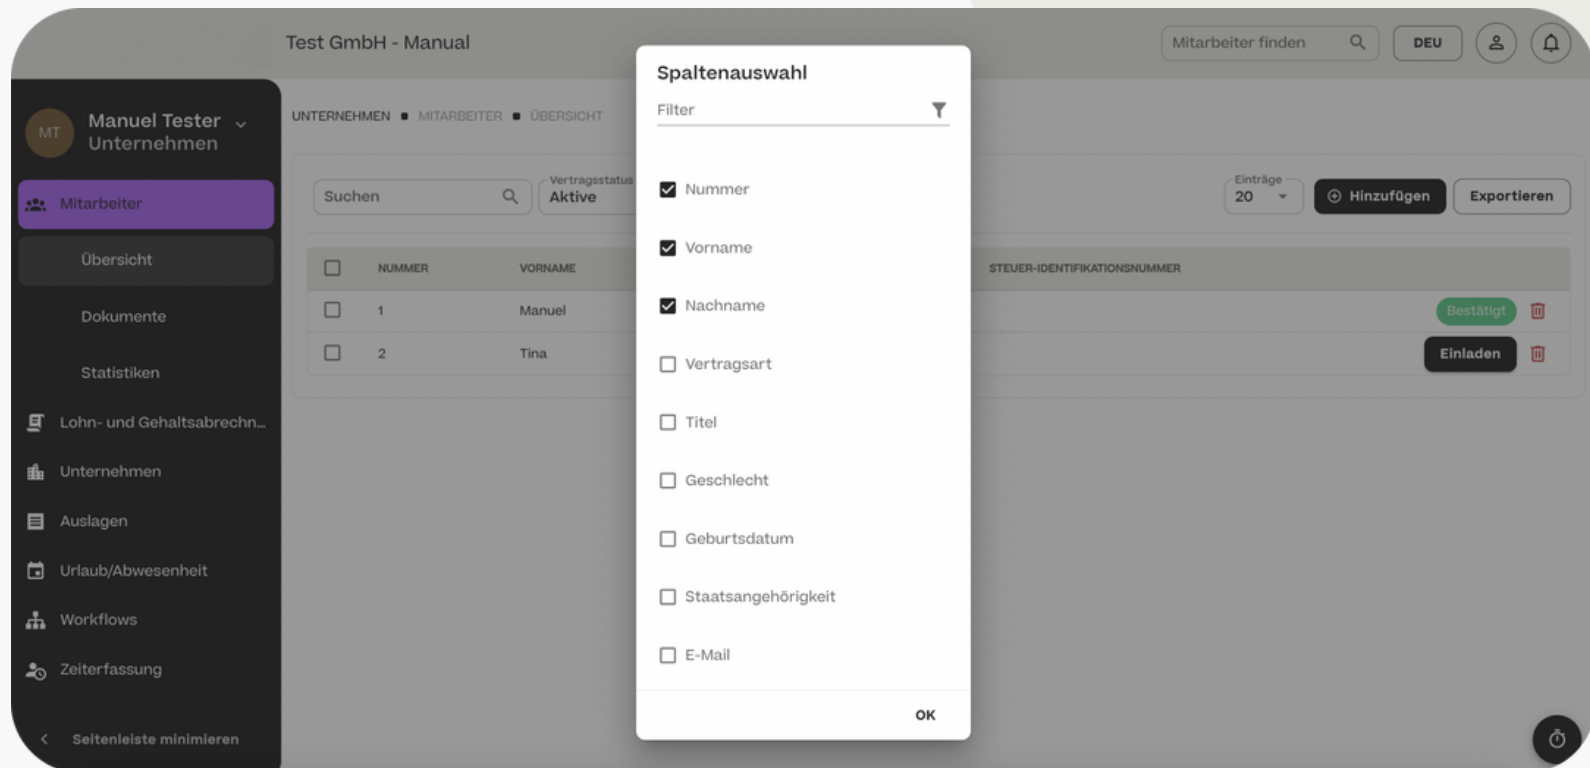 Test GmbH - Manual
Mitarbeiter finden
DEU
MT
Manuel Tester
Unternehmen
Mitarbeiter
Übersicht
Dokumente
Statistiken
Lohn- und Gehaltsabrechn...
Unternehmen
Auslagen
Urlaub/Abwesenheit
Workflows
Zeiterfassung
Seitenleiste minimieren
UNTERNEHMEN MITARBEITER ÜBERSICHT
Suchen
Vertragsstatus
Aktive
Einträge
20
Hinzufügen
Exportieren
NUMMER VORNAME STEUER-IDENTIFIKATIONSNUMMER
1 Manuel Bestätigt
2 Tina Einladen
Spaltenauswahl
Filter
Nummer
Vorname
Nachname
Vertragsart
Titel
Geschlecht
Geburtsdatum
Staatsangehörigkeit
E-Mail
OK